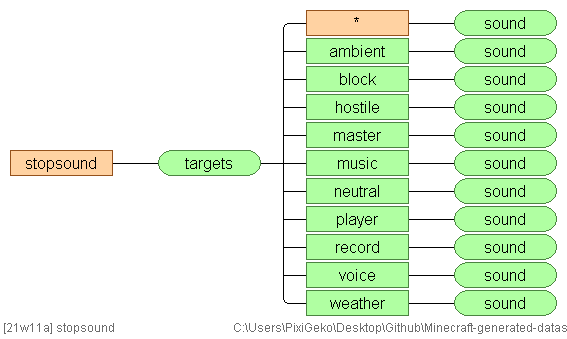 * sound
ambient sound
block sound
hostile sound
master sound
stopsound targets music sound
neutral sound
player sound
record sound
voice sound
weather sound
[21w11a] stopsound C:\Users\PixiGeko\Desktop\Github\Minecraft-generated-datas